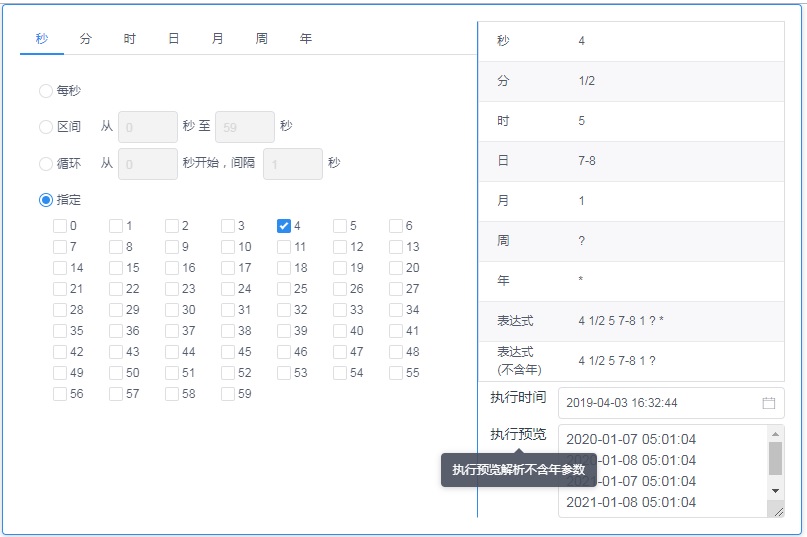 秒 分 时 日 月 周 年
每秒
区间 从 0 秒 至 59 秒
循环 从 0 秒开始，间隔 1 秒
指定
0 1 2 3 4 5 6
7 8 9 10 11 12 13
14 15 16 17 18 19 20
21 22 23 24 25 26 27
28 29 30 31 32 33 34
35 36 37 38 39 40 41
42 43 44 45 46 47 48
49 50 51 52 53 54 55
56 57 58 59
秒 4
分 1/2
时 5
日 7-8
月 1
周 ?
年 *
表达式 4 1/2 5 7-8 1 ? *
表达式
(不含年) 4 1/2 5 7-8 1 ?
执行时间 2019-04-03 16:32:44
执行预览 2020-01-07 05:01:04
2020-01-08 05:01:04
2021-01-07 05:01:04
2021-01-08 05:01:04
执行预览解析不含年参数